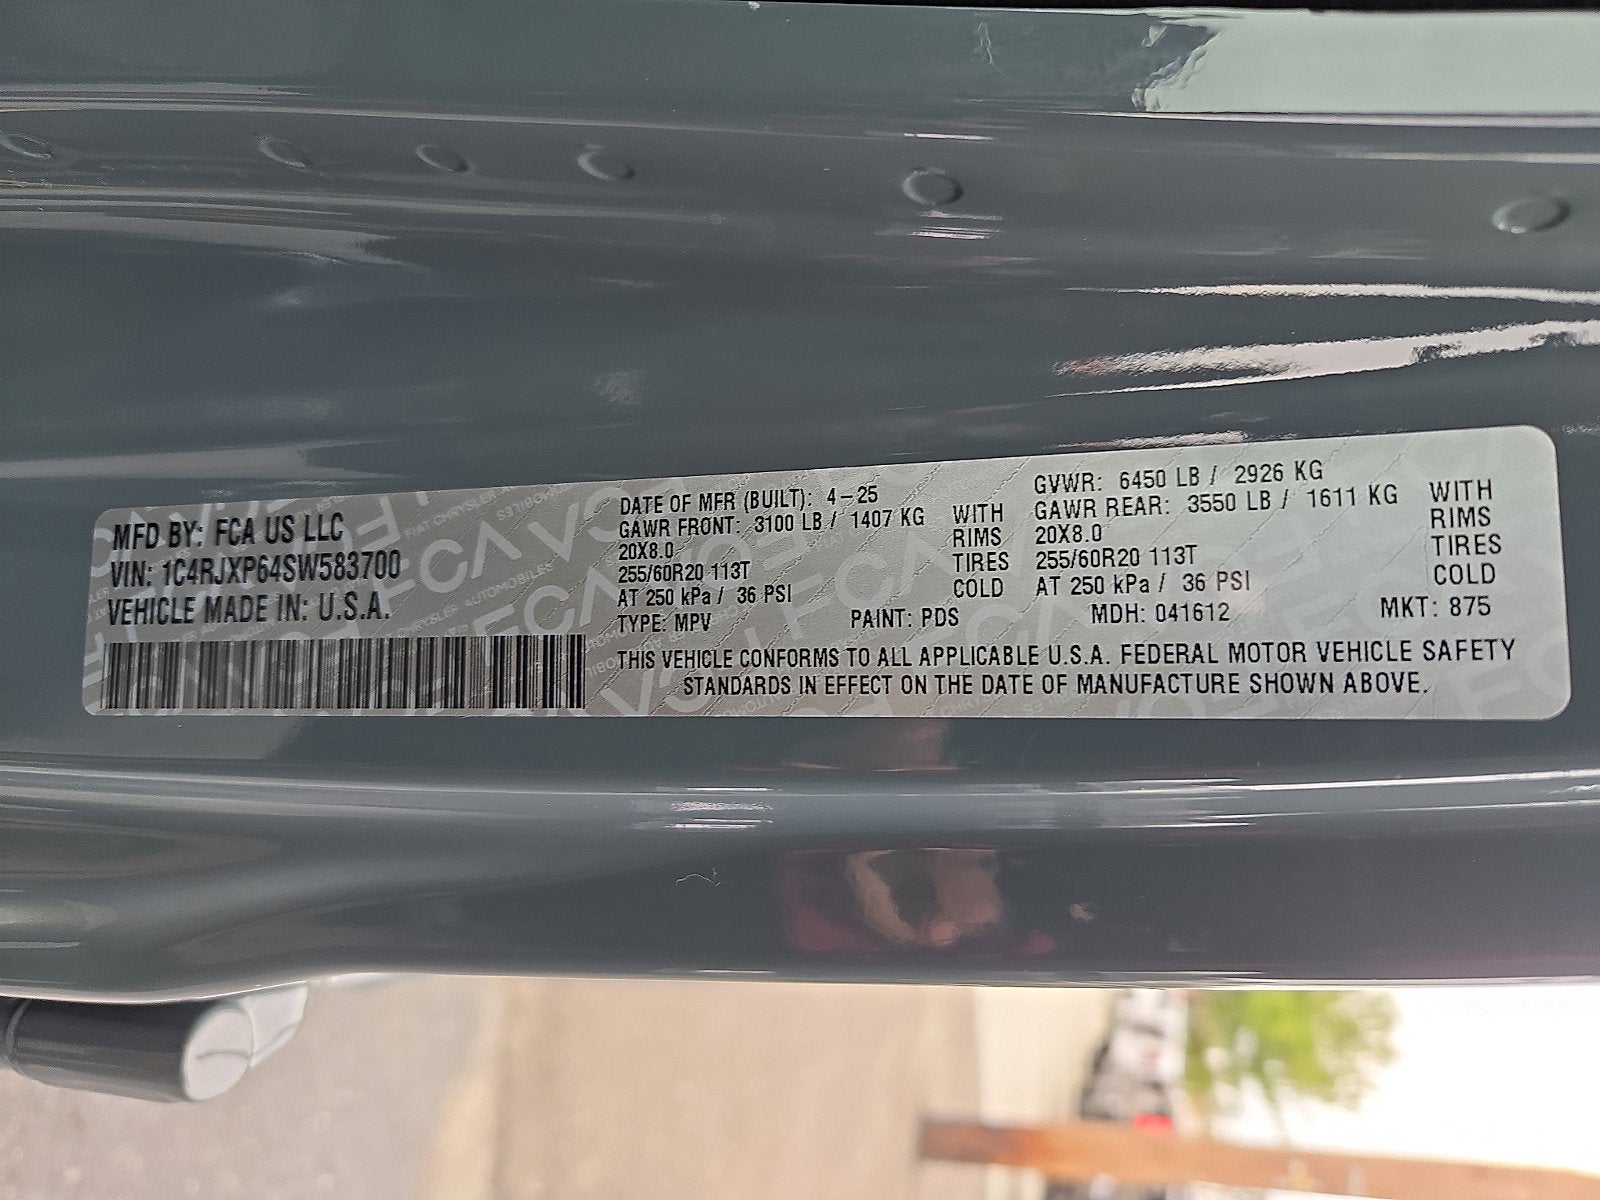 MFD BY: FCA US LLC
VIN: 1C4RJXP64SW583700
VEHICLE MADE IN: U.S.A.
DATE OF MFR (BUILT): 4-25
GAWR FRONT: 3100 LB / 1407 KG WITH
20X8.0 RIMS
255/60R20 113T TIRES
AT 250 kPa / 36 PSI COLD
GVWR: 6450 LB / 2926 KG
GAWR REAR: 3550 LB / 1611 KG WITH
20X8.0 RIMS
255/60R20 113T TIRES
AT 250 kPa / 36 PSI COLD
TYPE: MPV PAINT: PDS MDH: 041612 MKT: 875
THIS VEHICLE CONFORMS TO ALL APPLICABLE U.S.A. FEDERAL MOTOR VEHICLE SAFETY
STANDARDS IN EFFECT ON THE DATE OF MANUFACTURE SHOWN ABOVE.